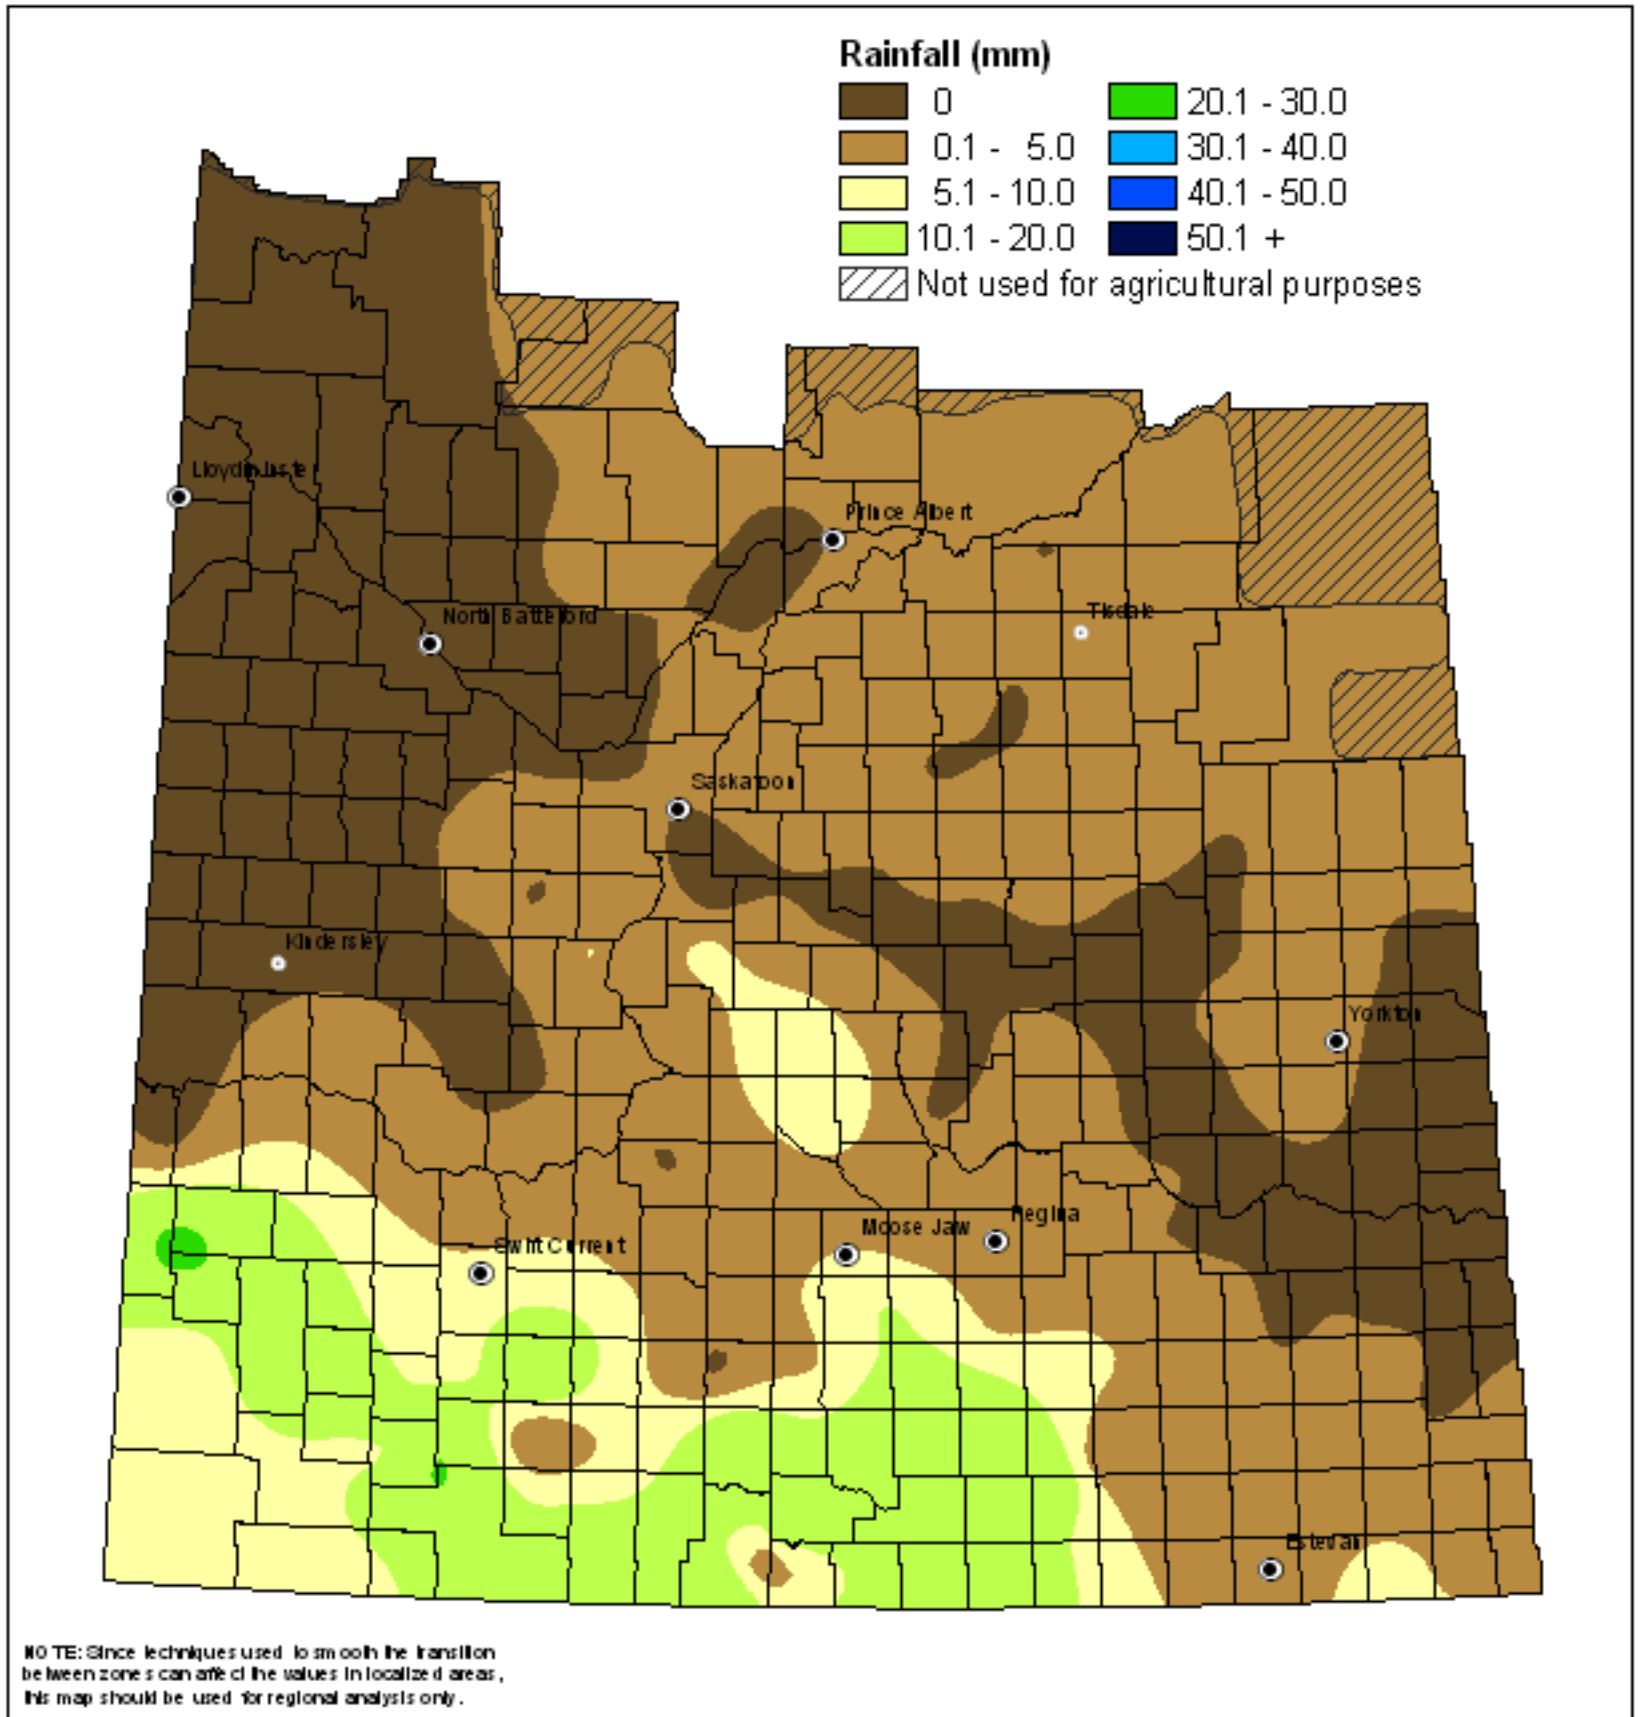 Rainfall (mm)
0
0.1 - 5.0
5.1 - 10.0
10.1 - 20.0
20.1 - 30.0
30.1 - 40.0
40.1 - 50.0
50.1 +
Not used for agricultural purposes
Lloydminster
Prince Albert
North Battleford
Tisdale
Saskatoon
Kindersley
Yorkton
Regina
Moose Jaw
Swift Current
Estevan
NOTE: Since techniques used to smooth the transition
between zones can affect the values in localized areas,
this map should be used for regional analysis only.